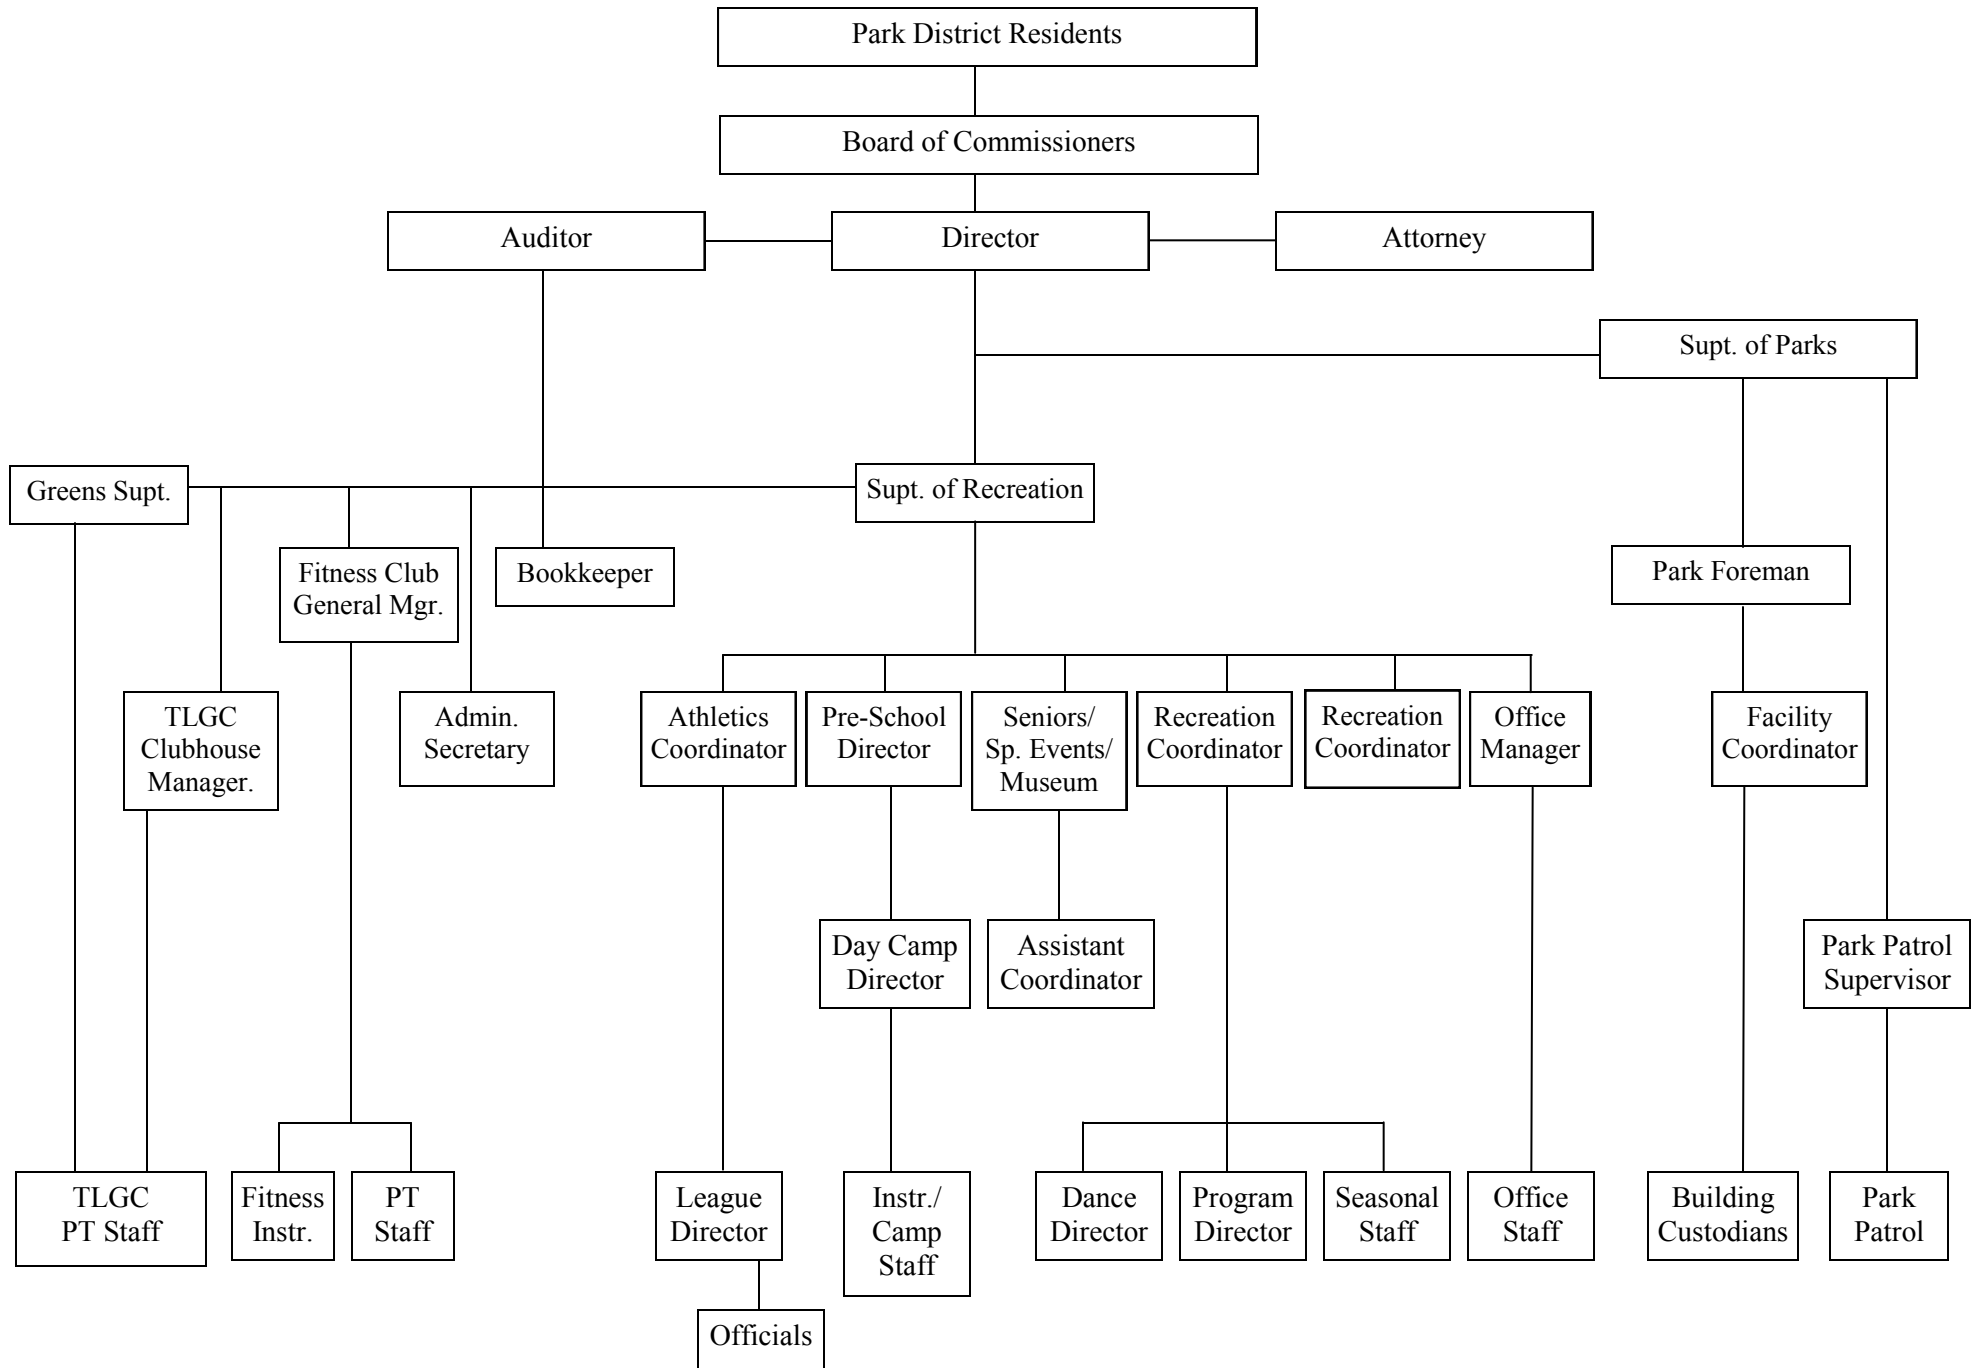 Park District Residents
Board of Commissioners
Auditor
Director
Attorney
Supt. of Parks
Greens Supt.
Supt. of Recreation
Fitness Club
General Mgr.
Bookkeeper
Park Foreman
TLGC
Clubhouse
Manager.
Admin.
Secretary
Athletics
Coordinator
Pre-School
Director
Seniors/
Sp. Events/
Museum
Recreation
Coordinator
Recreation
Coordinator
Office
Manager
Facility
Coordinator
Day Camp
Director
Assistant
Coordinator
Park Patrol
Supervisor
TLGC
PT Staff
Fitness
Instr.
PT
Staff
League
Director
Instr./
Camp
Staff
Dance
Director
Program
Director
Seasonal
Staff
Office
Staff
Building
Custodians
Park
Patrol
Officials